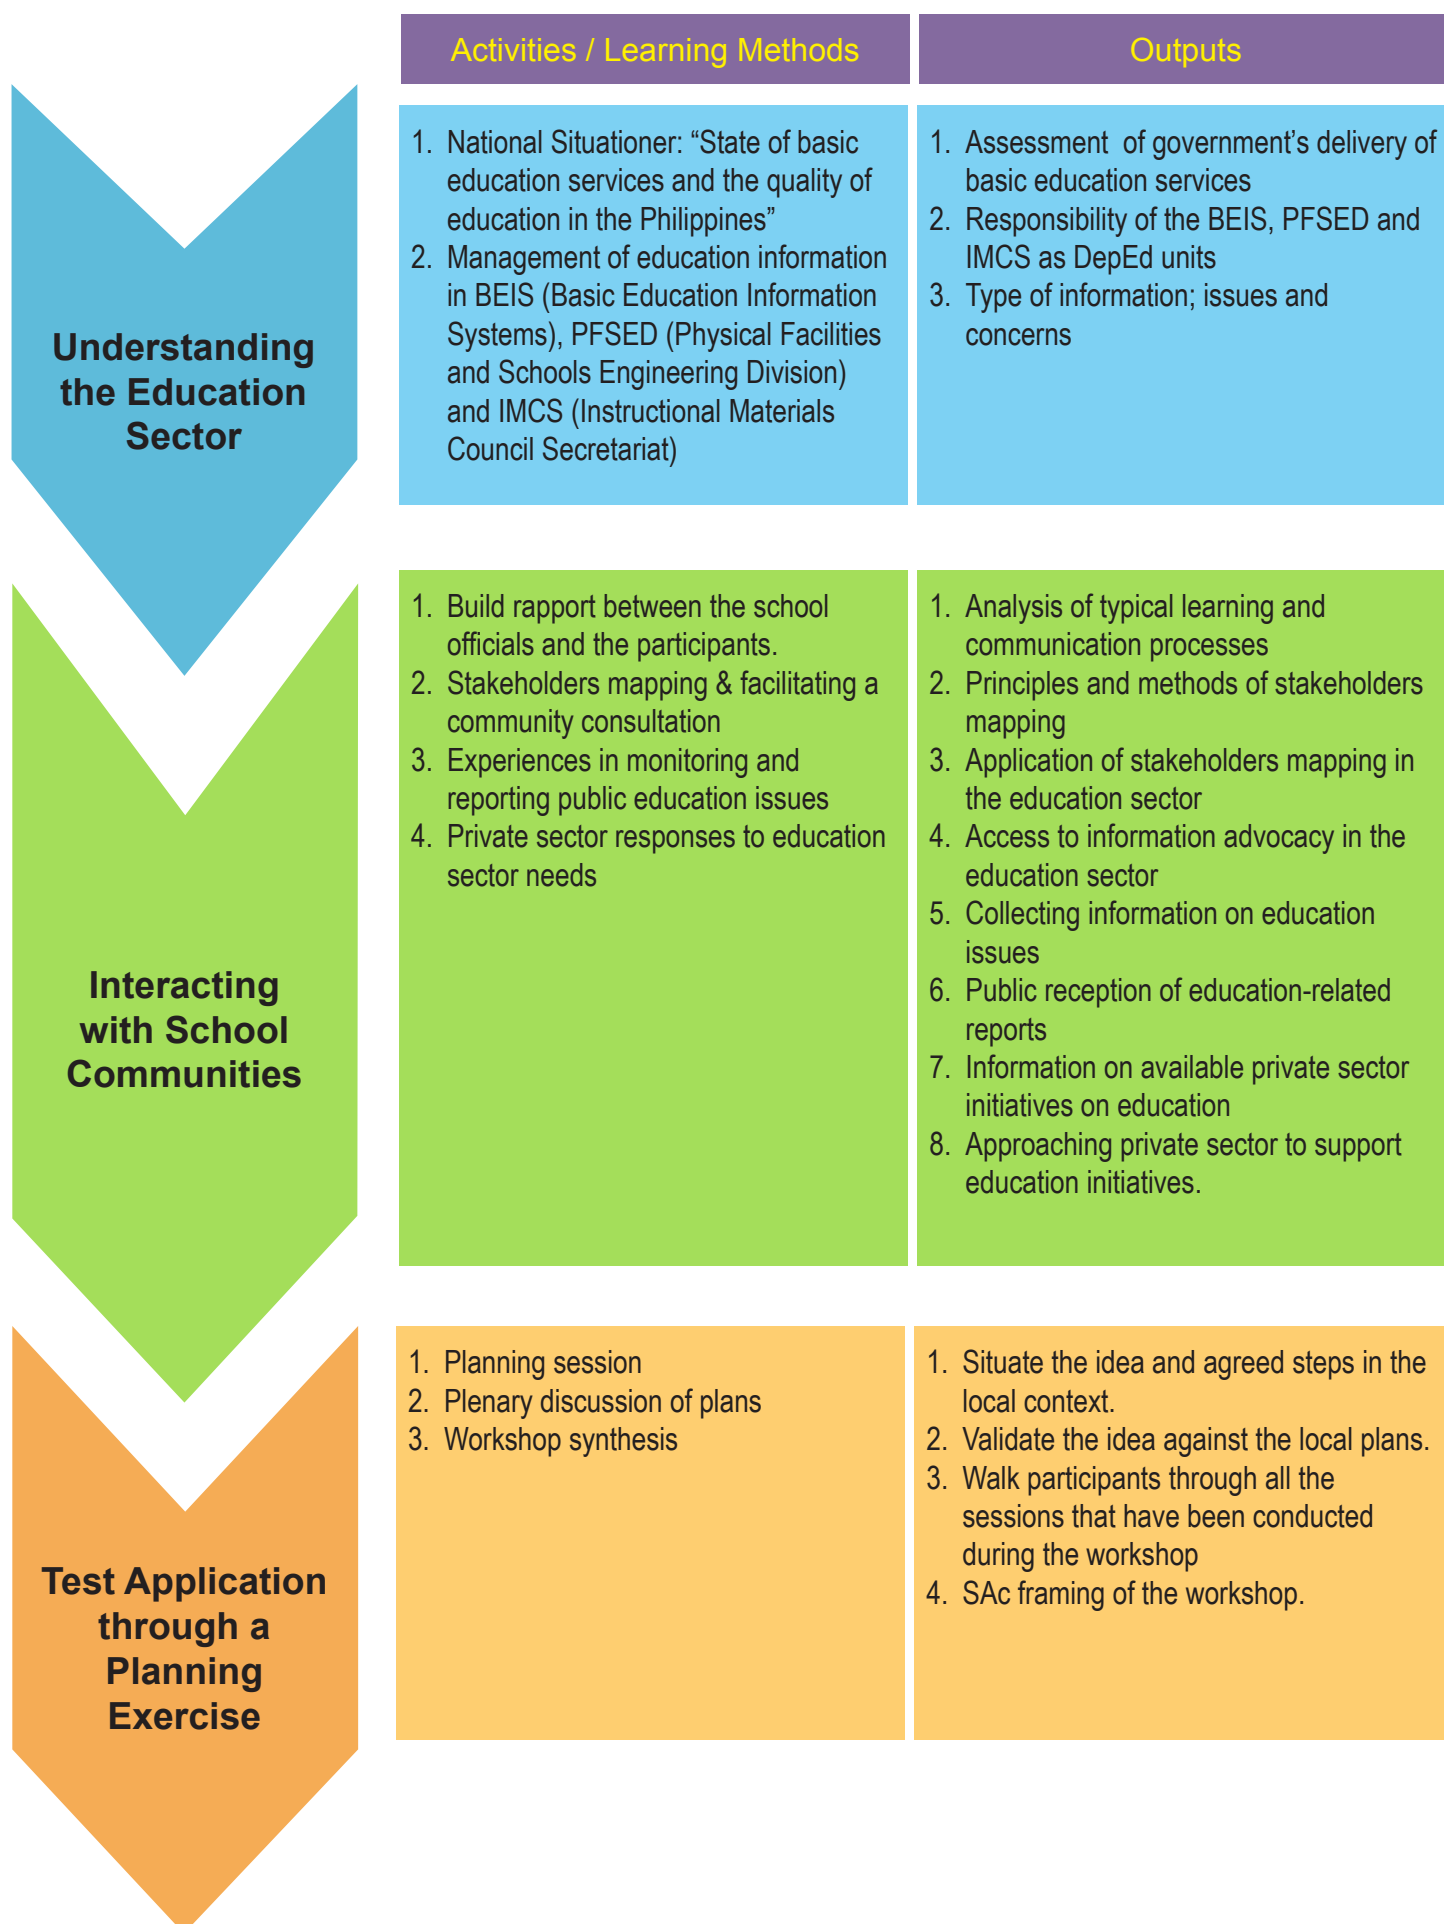 Activities / Learning Methods
Outputs
Understanding
the Education
Sector
1. National Situationer: “State of basic
education services and the quality of
education in the Philippines”
2. Management of education information
in BEIS (Basic Education Information
Systems), PFSED (Physical Facilities
and Schools Engineering Division)
and IMCS (Instructional Materials
Council Secretariat)
1. Assessment of government’s delivery of
basic education services
2. Responsibility of the BEIS, PFSED and
IMCS as DepEd units
3. Type of information; issues and
concerns
Interacting
with School
Communities
1. Build rapport between the school
officials and the participants.
2. Stakeholders mapping & facilitating a
community consultation
3. Experiences in monitoring and
reporting public education issues
4. Private sector responses to education
sector needs
1. Analysis of typical learning and
communication processes
2. Principles and methods of stakeholders
mapping
3. Application of stakeholders mapping in
the education sector
4. Access to information advocacy in the
education sector
5. Collecting information on education
issues
6. Public reception of education-related
reports
7. Information on available private sector
initiatives on education
8. Approaching private sector to support
education initiatives.
Test Application
through a
Planning
Exercise
1. Planning session
2. Plenary discussion of plans
3. Workshop synthesis
1. Situate the idea and agreed steps in the
local context.
2. Validate the idea against the local plans.
3. Walk participants through all the
sessions that have been conducted
during the workshop
4. SAc framing of the workshop.